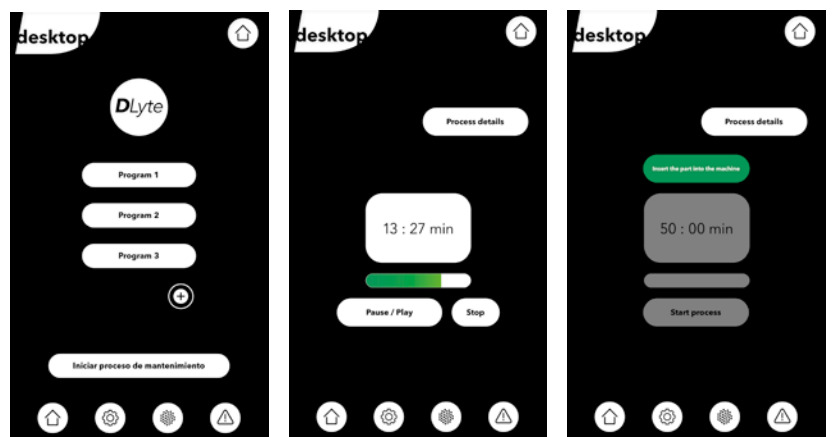 desktop
DLyte
Program 1
Program 2
Program 3
Iniciar proceso de mantenimiento
desktop
Process details
13 : 27 min
Pause / Play
Stop
desktop
Process details
Insert the part into the machine
50 : 00 min
Start process